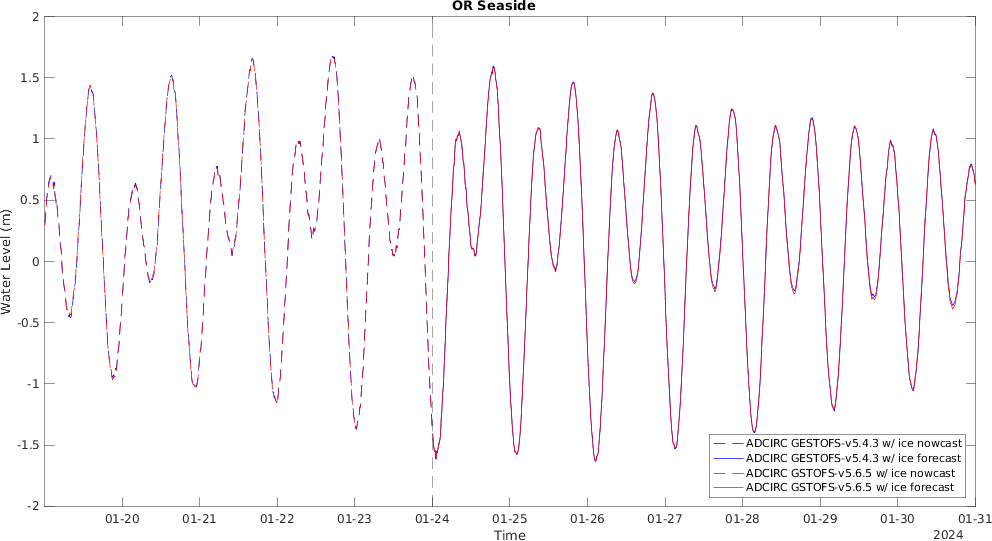 OR Seaside
2
1.5
1
0.5
0
-0.5
-1
-1.5
-2
Water Level (m)
ADCIRC GESTOFS-v5.4.3 w/ ice nowcast
ADCIRC GESTOFS-v5.4.3 w/ ice forecast
ADCIRC GSTOFS-v5.6.5 w/ ice nowcast
ADCIRC GSTOFS-v5.6.5 w/ ice forecast
01-20 01-21 01-22 01-23 01-24 01-25 01-26 01-27 01-28 01-29 01-30 01-31
Time
2024